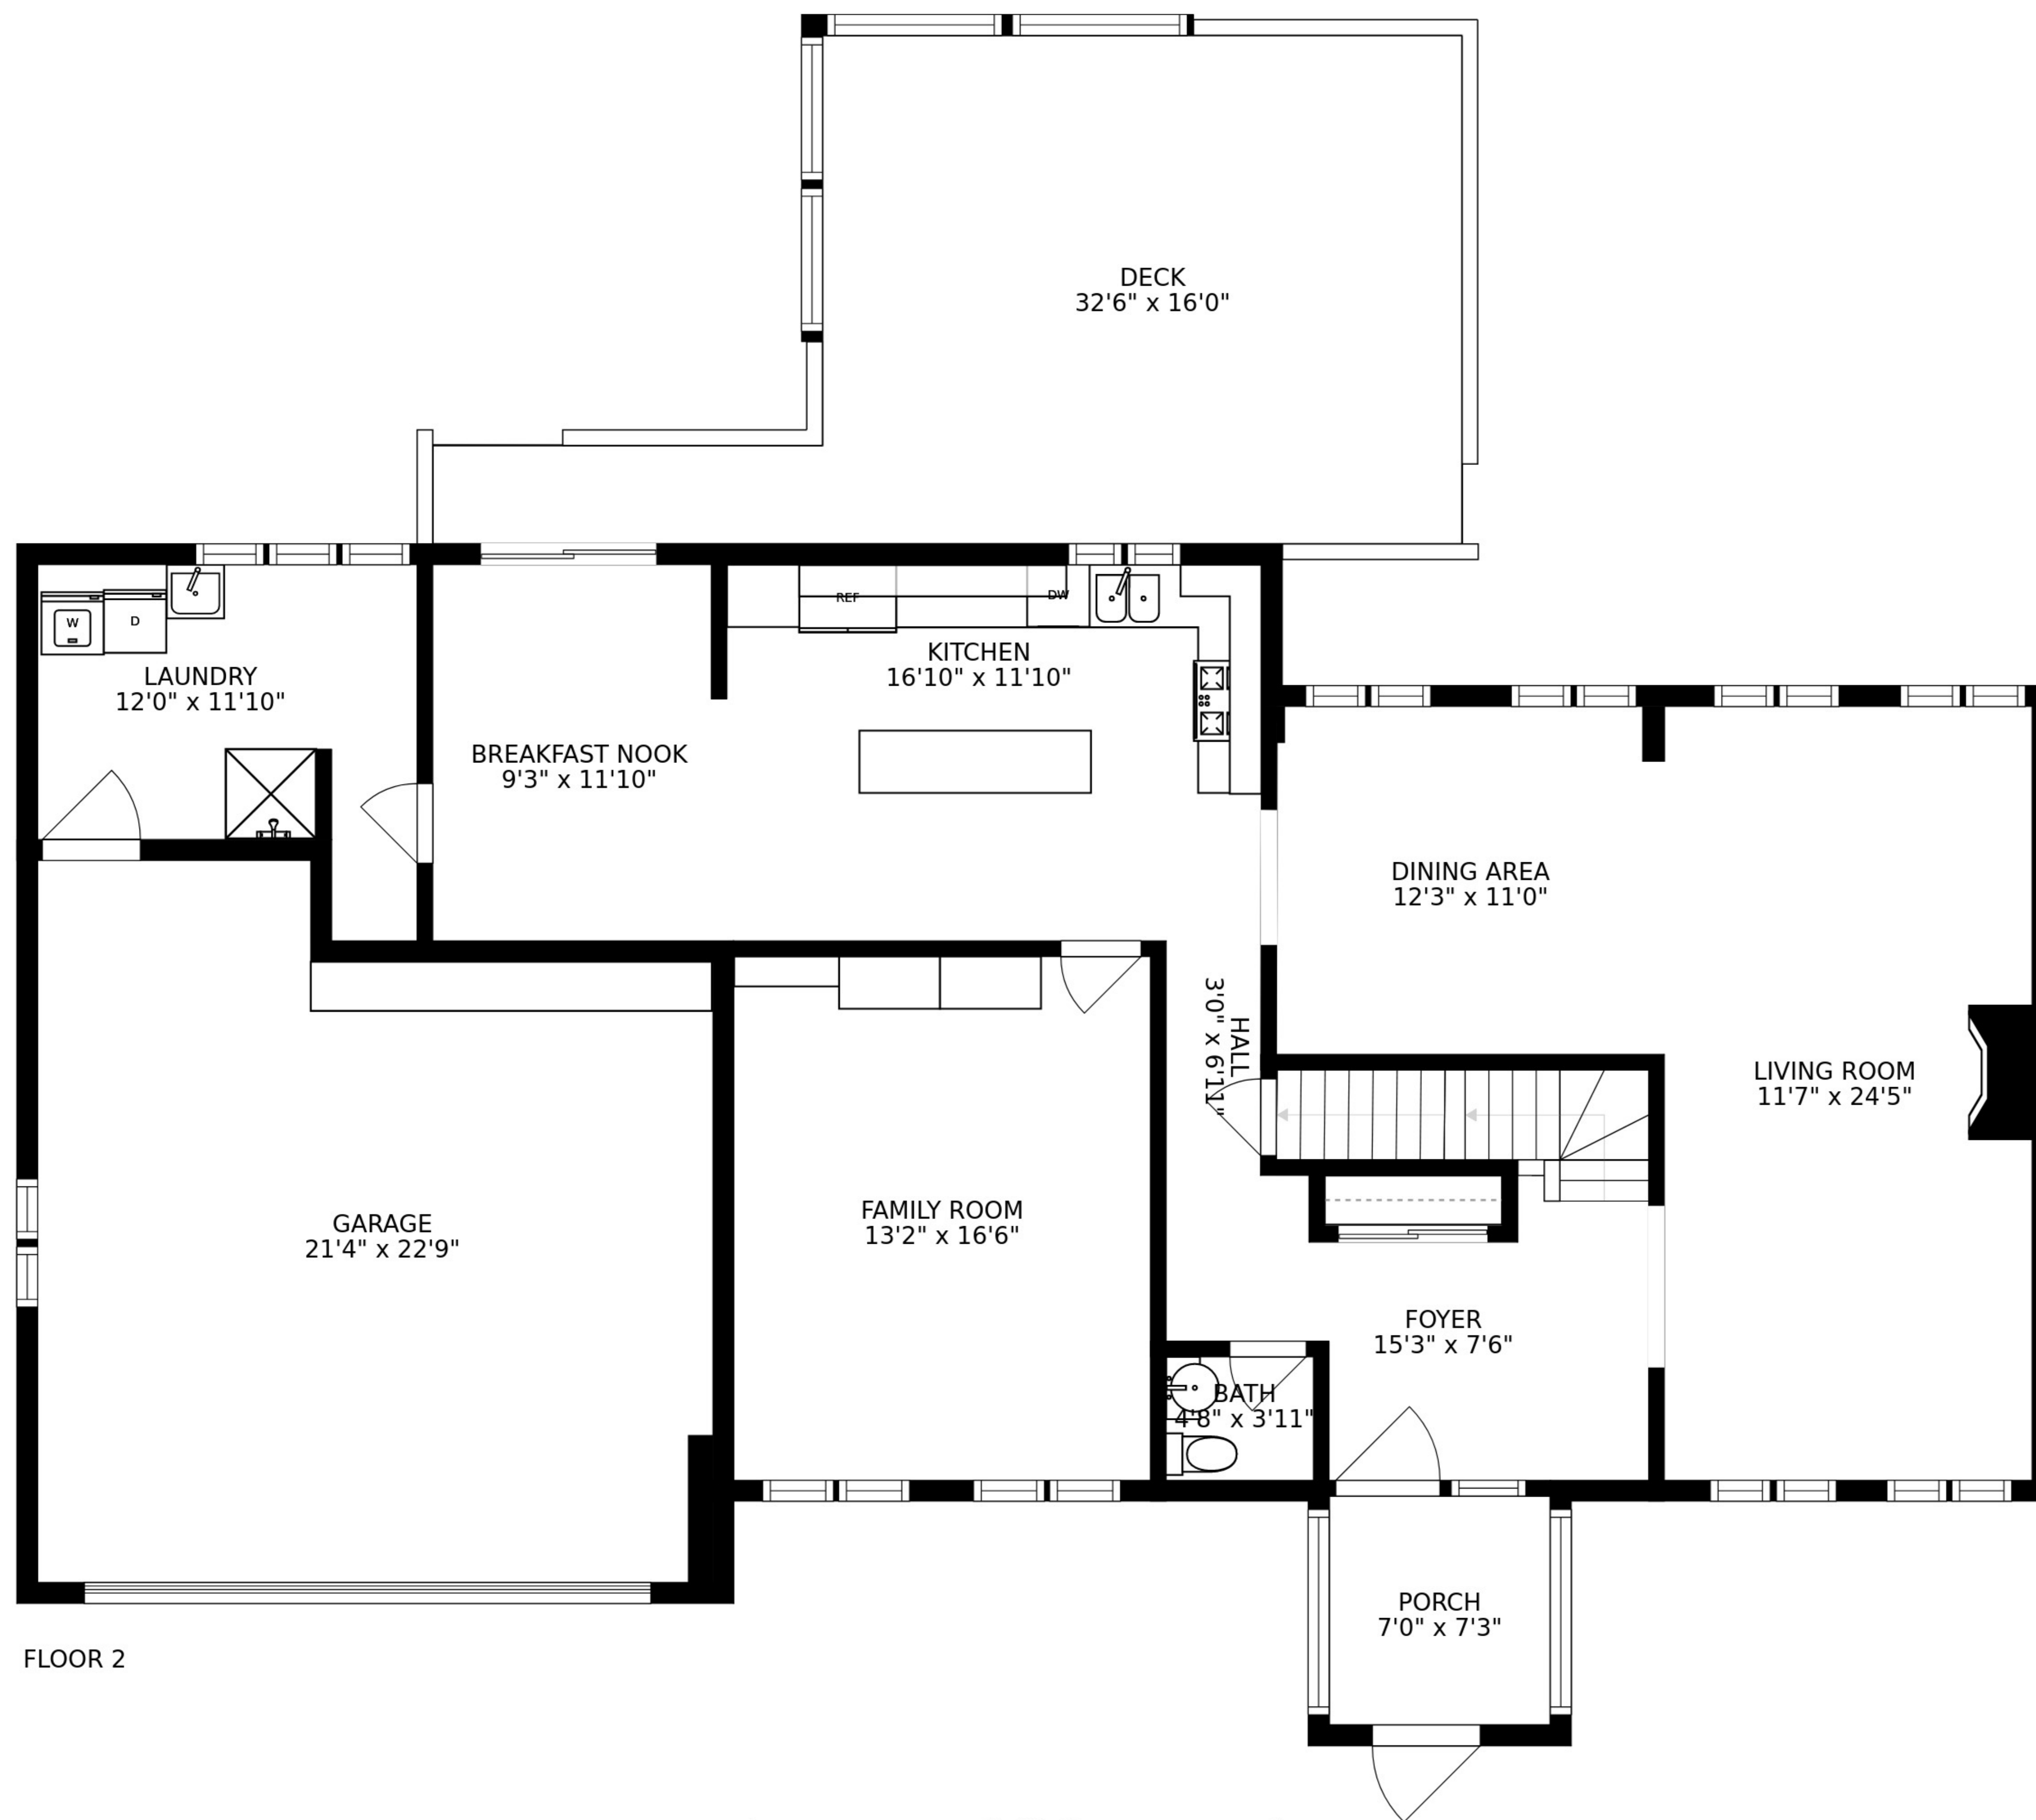 DECK
32'6" x 16'0"
REF
DW
W
D
KITCHEN
16'10" x 11'10"
LAUNDRY
12'0" x 11'10"
BREAKFAST NOOK
9'3" x 11'10"
DINING AREA
12'3" x 11'0"
HALL
3'0" x 6'11"
LIVING ROOM
11'7" x 24'5"
GARAGE
21'4" x 22'9"
FAMILY ROOM
13'2" x 16'6"
FOYER
15'3" x 7'6"
BATH
4'8" x 3'11"
PORCH
7'0" x 7'3"
FLOOR 2